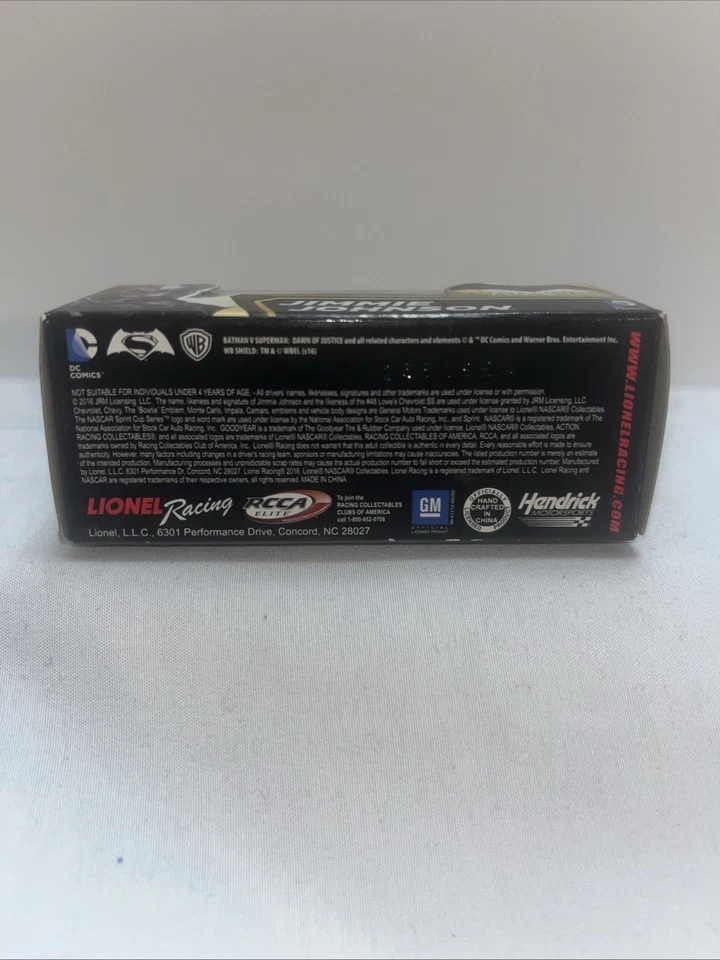 JIMMIE
JOHNSON
DC
COMICS™
WB
BATMAN V SUPERMAN: DAWN OF JUSTICE and all related characters and elements © & ™ DC Comics and Warner Bros. Entertainment Inc.
WB SHIELD: TM & © WBEI. (s16)
NOT SUITABLE FOR INDIVIDUALS UNDER 4 YEARS OF AGE. - All drivers' names, likenesses, signatures and other trademarks are used under license or with permission.
© 2016 JRM Licensing, LLC. The name, likeness and signature of Jimmie Johnson and the likeness of the #48 Lowe's Chevrolet SS are used under license granted by JRM Licensing, LLC.
Chevrolet, Chevy, The "Bowtie" Emblem, Monte Carlo, Impala, Camaro, emblems and vehicle body designs are General Motors Trademarks used under license to Lionel® NASCAR® Collectables.
The NASCAR Sprint Cup Series™ logo and word mark are used under license by the National Association for Stock Car Auto Racing, Inc. and Sprint. NASCAR® is a registered trademark of The
National Association for Stock Car Auto Racing, Inc. GOODYEAR is a trademark of The Goodyear Tire & Rubber Company used under license. Lionel® NASCAR® Collectables, ACTION
RACING COLLECTABLES®, and all associated logos are trademarks of Lionel® NASCAR® Collectables. RACING COLLECTABLES OF AMERICA, RCCA, and all associated logos are
trademarks owned by Racing Collectables Club of America, Inc. Lionel® Racing does not warrant that this adult collectible is authentic in every detail. Every reasonable effort is made to ensure
authenticity. However, many factors including changes in a driver's racing team, sponsors or manufacturing limitations may cause inaccuracies. The listed production number is merely an estimate
of the intended production. Manufacturing processes and unpredictable scrap rates may cause the actual production number to fall short or exceed the estimated production number. Manufactured
by Lionel, L.L.C. 6301 Performance Dr. Concord, NC 28027. Lionel Racing® 2016. Lionel® NASCAR® Collectables. Lionel Racing is a registered trademark of Lionel, L.L.C. Lionel Racing and
NASCAR are registered trademarks of their respective owners, all rights reserved. MADE IN CHINA
LIONEL Racing
RCCA
ELITE
To join the
RACING COLLECTABLES
CLUBS OF AMERICA
call 1-800-952-0708
GM
OFFICIAL
LICENSED PRODUCT
OFFICIALLY
HAND
CRAFTED
IN
CHINA
LICENSED PRODUCT
Hendrick
MOTORSPORTS
Lionel, L.L.C., 6301 Performance Drive, Concord, NC 28027
WWW.LIONELRACING.COM